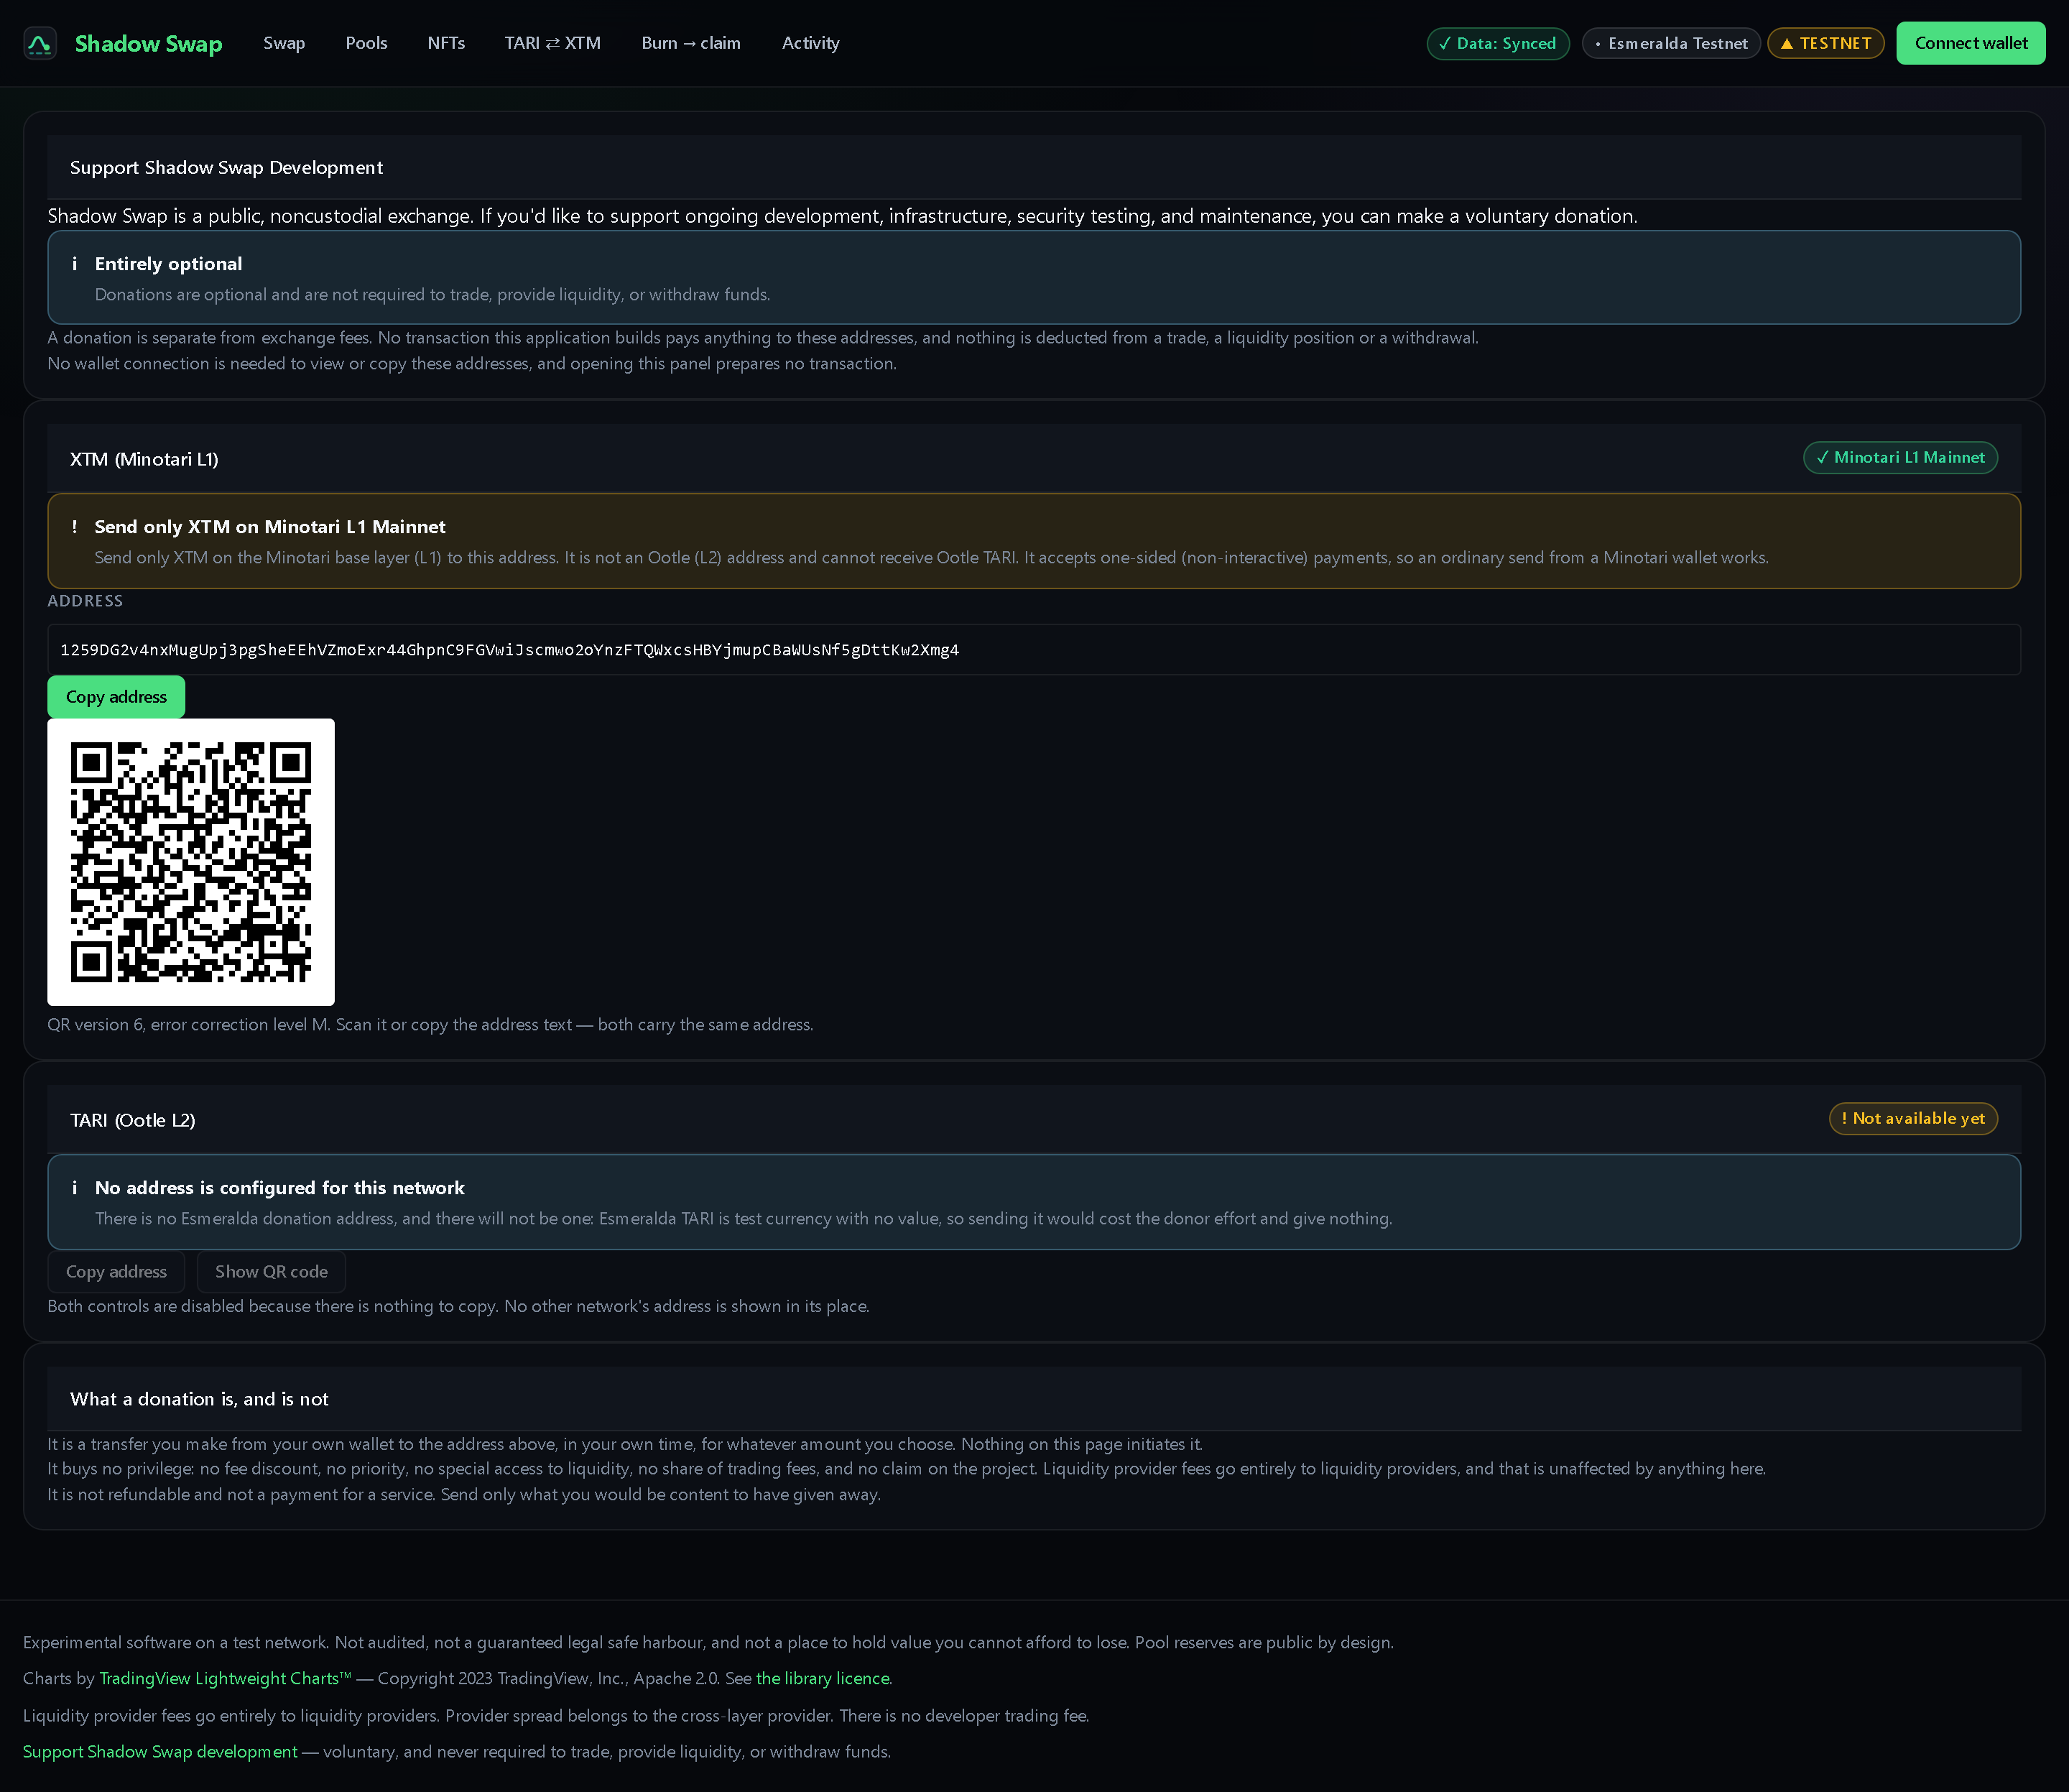 Shadow Swap
Swap
Pools
NFTs
TARI ⇄ XTM
Burn → claim
Activity
✓ Data: Synced
• Esmeralda Testnet
▲ TESTNET
Connect wallet
Support Shadow Swap Development
Shadow Swap is a public, noncustodial exchange. If you'd like to support ongoing development, infrastructure, security testing, and maintenance, you can make a voluntary donation.
i Entirely optional
Donations are optional and are not required to trade, provide liquidity, or withdraw funds.
A donation is separate from exchange fees. No transaction this application builds pays anything to these addresses, and nothing is deducted from a trade, a liquidity position or a withdrawal.
No wallet connection is needed to view or copy these addresses, and opening this panel prepares no transaction.
XTM (Minotari L1)
✓ Minotari L1 Mainnet
! Send only XTM on Minotari L1 Mainnet
Send only XTM on the Minotari base layer (L1) to this address. It is not an Ootle (L2) address and cannot receive Ootle TARI. It accepts one-sided (non-interactive) payments, so an ordinary send from a Minotari wallet works.
ADDRESS
1259DG2v4nxMugUpj3pgSheEEhVZmoExr44GhpnC9FGVwiJscmwo2oYnzFTQWxcsHBYjmupCBaWUsNf5gDttKw2Xmg4
Copy address
QR version 6, error correction level M. Scan it or copy the address text — both carry the same address.
TARI (Ootle L2)
! Not available yet
i No address is configured for this network
There is no Esmeralda donation address, and there will not be one: Esmeralda TARI is test currency with no value, so sending it would cost the donor effort and give nothing.
Copy address
Show QR code
Both controls are disabled because there is nothing to copy. No other network's address is shown in its place.
What a donation is, and is not
It is a transfer you make from your own wallet to the address above, in your own time, for whatever amount you choose. Nothing on this page initiates it.
It buys no privilege: no fee discount, no priority, no special access to liquidity, no share of trading fees, and no claim on the project. Liquidity provider fees go entirely to liquidity providers, and that is unaffected by anything here.
It is not refundable and not a payment for a service. Send only what you would be content to have given away.
Experimental software on a test network. Not audited, not a guaranteed legal safe harbour, and not a place to hold value you cannot afford to lose. Pool reserves are public by design.
Charts by TradingView Lightweight Charts™ — Copyright 2023 TradingView, Inc., Apache 2.0. See the library licence.
Liquidity provider fees go entirely to liquidity providers. Provider spread belongs to the cross-layer provider. There is no developer trading fee.
Support Shadow Swap development — voluntary, and never required to trade, provide liquidity, or withdraw funds.